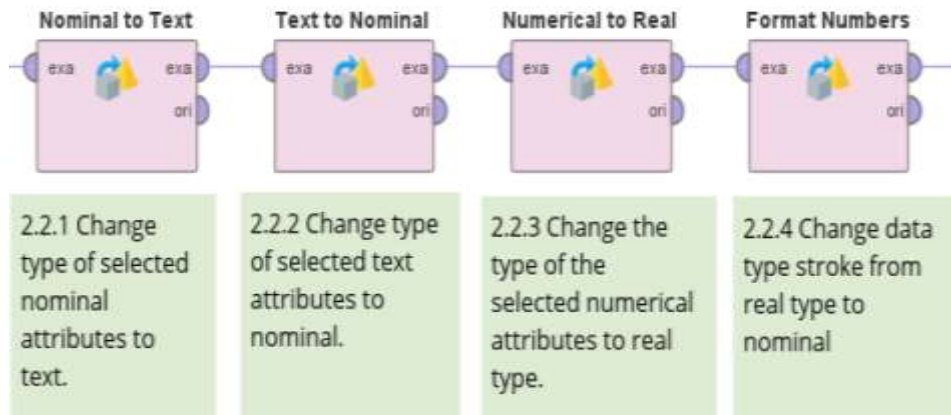 Nominal to Text
Text to Nominal
Numerical to Real
Format Numbers
exa
exa
ori
exa
exa
ori
exa
exa
ori
exa
exa
ori
2.2.1 Change
type of selected
nominal
attributes to
text.
2.2.2 Change type
of selected text
attributes to
nominal.
2.2.3 Change the
type of the
selected numerical
attributes to real
type.
2.2.4 Change data
type stroke from
real type to
nominal